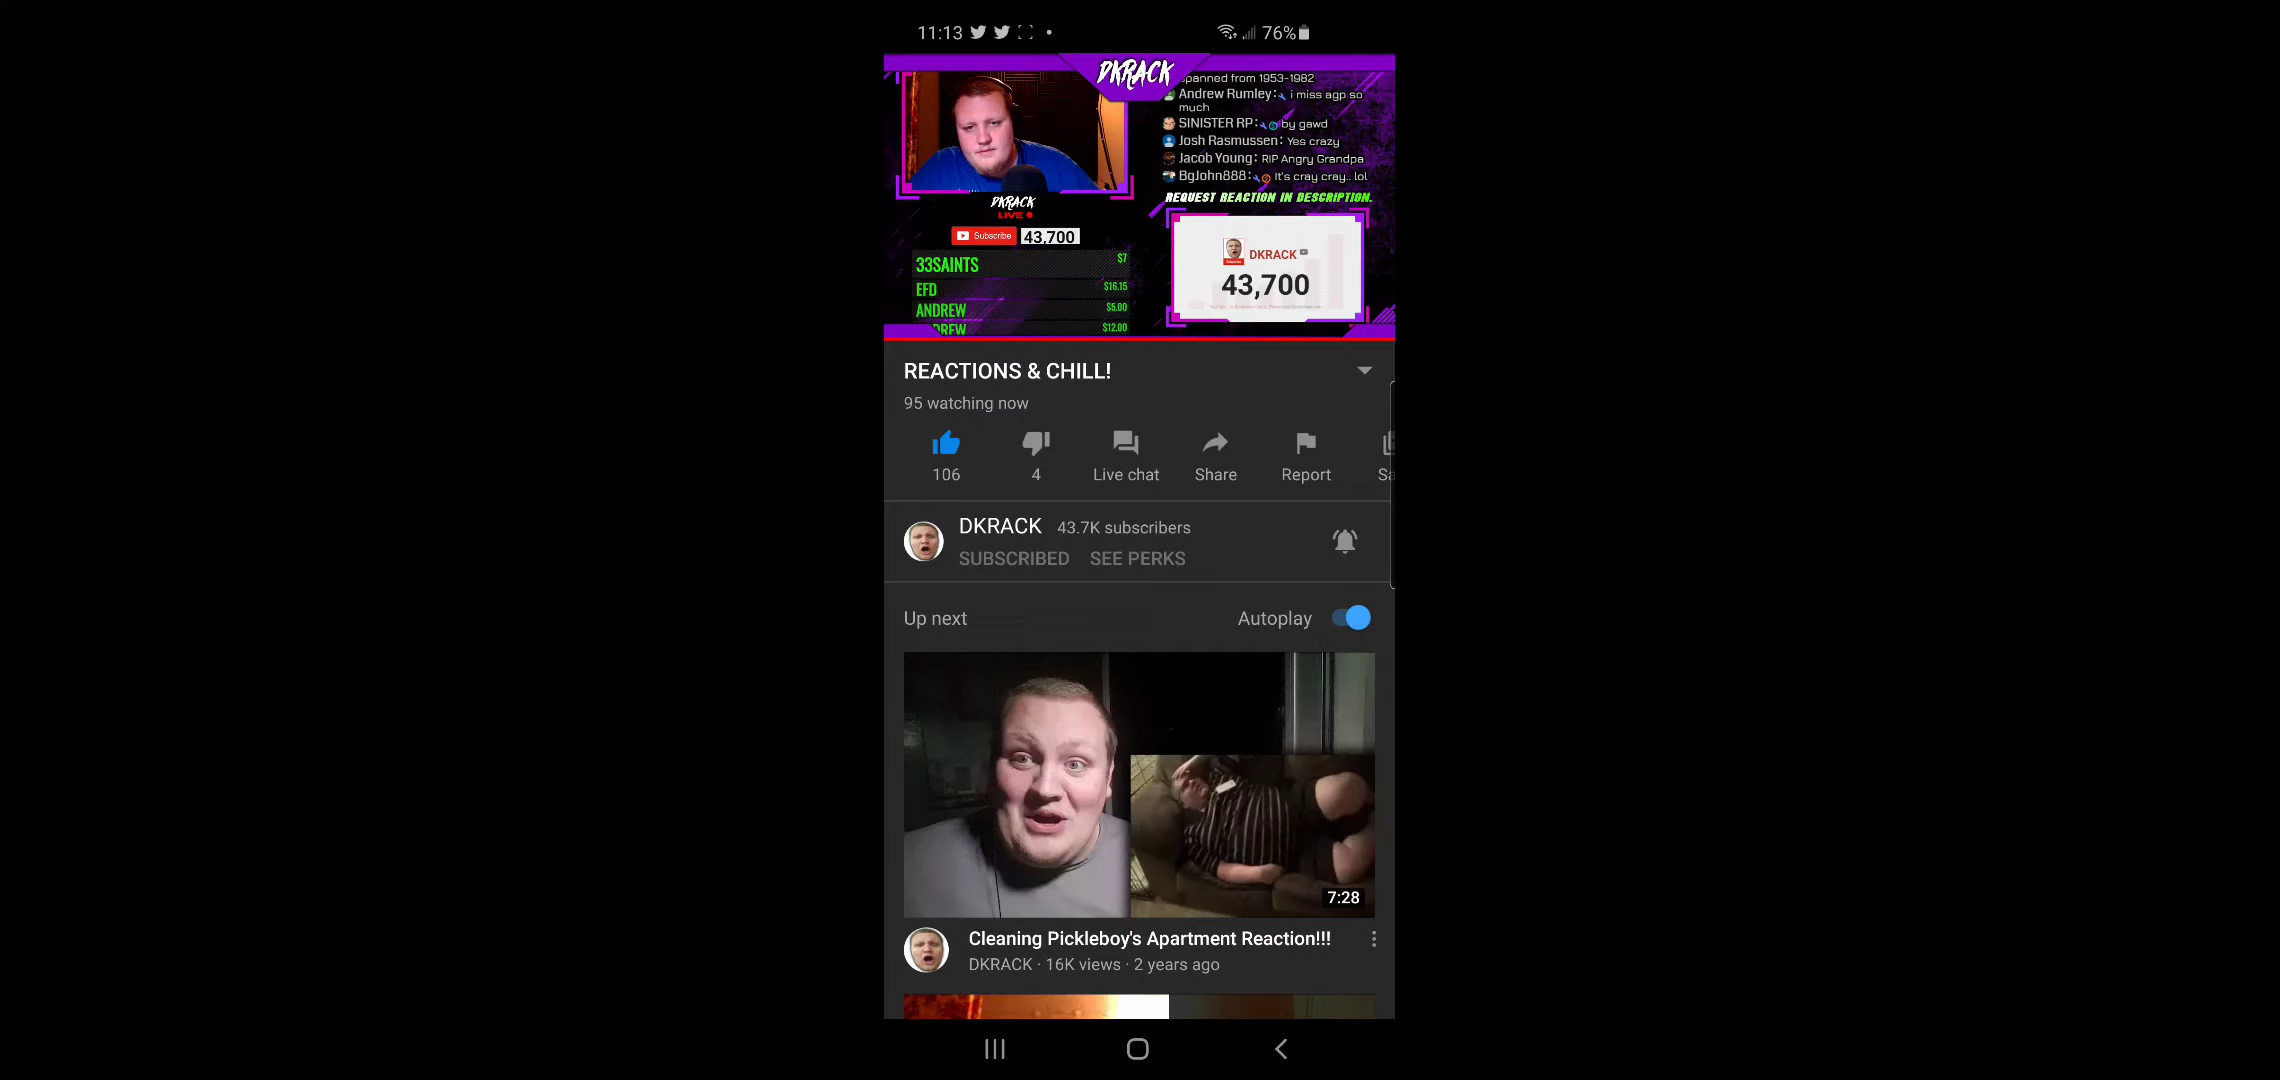 11:13
76%
DKRACK
spanned from 1953-1982
Andrew Rumley: i miss agp so
much
SINISTER RP: by gawd
Josh Rasmussen: Yes crazy
Jacob Young: RIP Angry Grandpa
BgJohn888: It's cray cray.. lol
REQUEST REACTION IN DESCRIPTION.
DKRACK
LIVE
Subscribe 43,700
33SAINTS $7
EFD $16.15
ANDREW $5.00
DREW $12.00
DKRACK
43,700
REACTIONS & CHILL!
95 watching now
106
4
Live chat
Share
Report
Sa
DKRACK 43.7K subscribers
SUBSCRIBED SEE PERKS
Up next
Autoplay
7:28
Cleaning Pickleboy's Apartment Reaction!!!
DKRACK · 16K views · 2 years ago